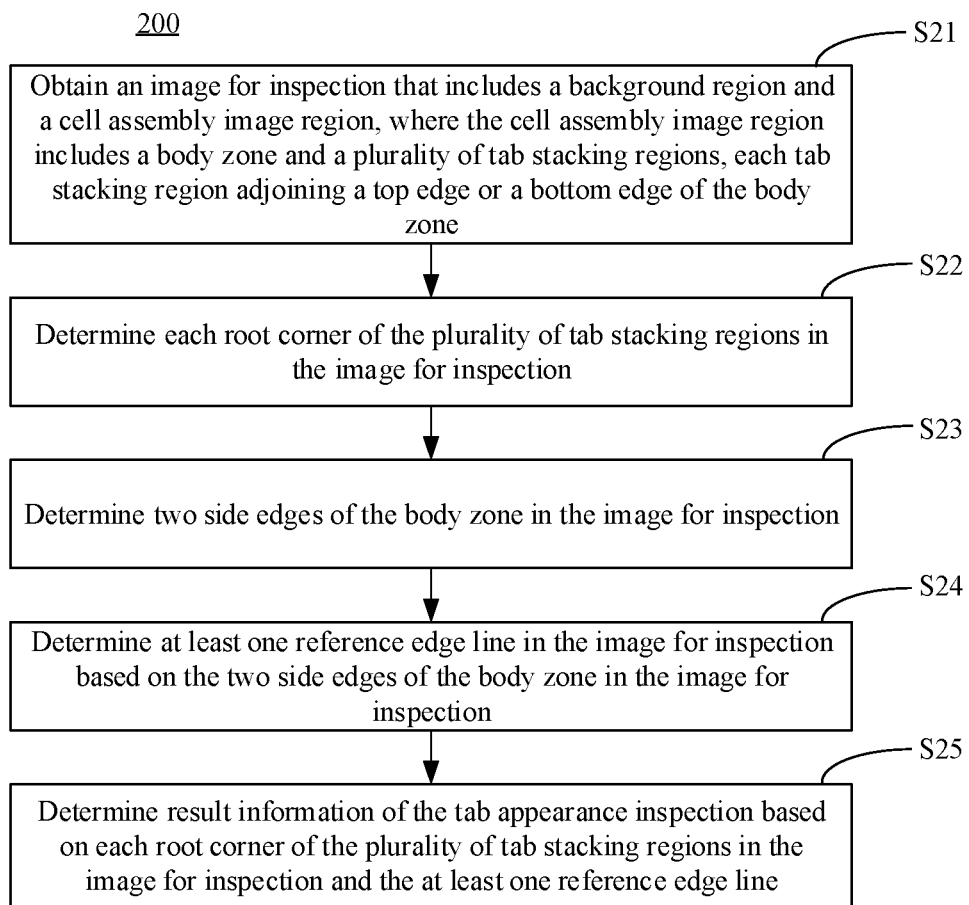 200
S21
Obtain an image for inspection that includes a background region and
a cell assembly image region, where the cell assembly image region
includes a body zone and a plurality of tab stacking regions, each tab
stacking region adjoining a top edge or a bottom edge of the body
zone
S22
Determine each root corner of the plurality of tab stacking regions in
the image for inspection
S23
Determine two side edges of the body zone in the image for inspection
S24
Determine at least one reference edge line in the image for inspection
based on the two side edges of the body zone in the image for
inspection
S25
Determine result information of the tab appearance inspection based
on each root corner of the plurality of tab stacking regions in the
image for inspection and the at least one reference edge line